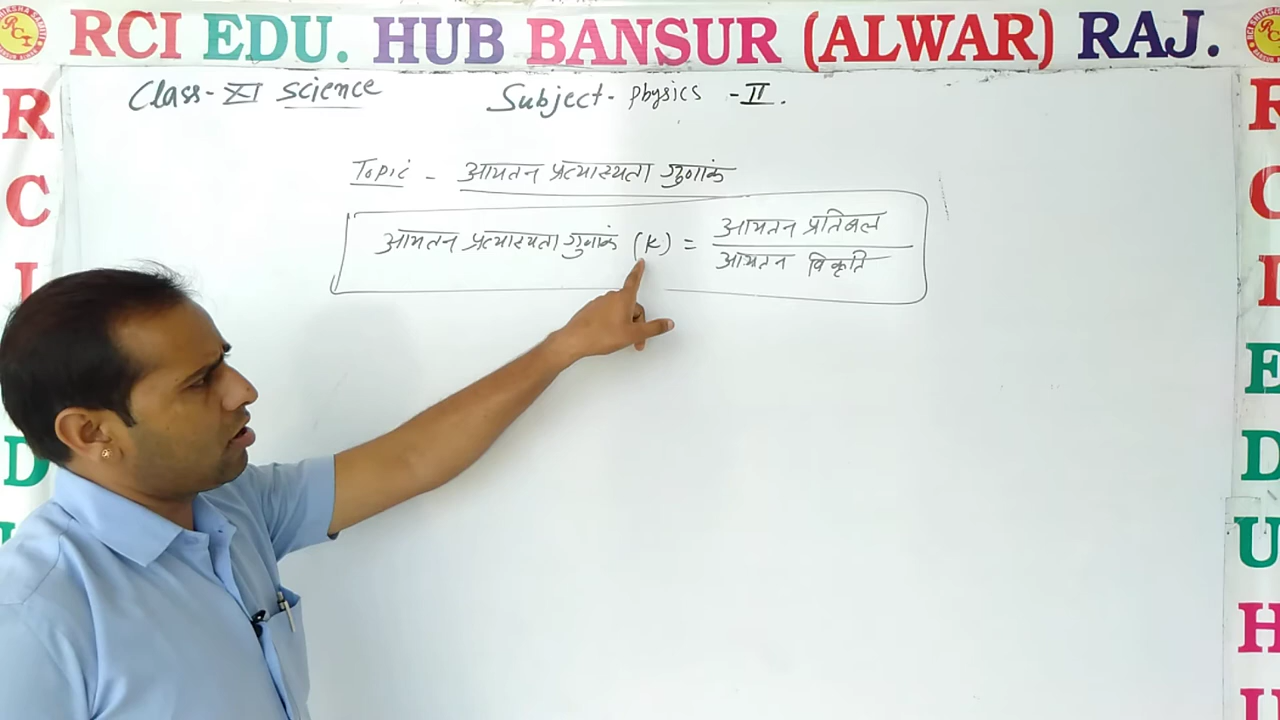 RCI EDU. HUB BANSUR (ALWAR) RAJ.
Class - XI Science
Subject - Physics - II.
Topic - आयतन प्रत्यास्थता गुणांक
आयतन प्रत्यास्थता गुणांक (K) = आयतन प्रतिबल
आयतन विकृति
R
C
I
D
R
C
I
E
D
U
H
U